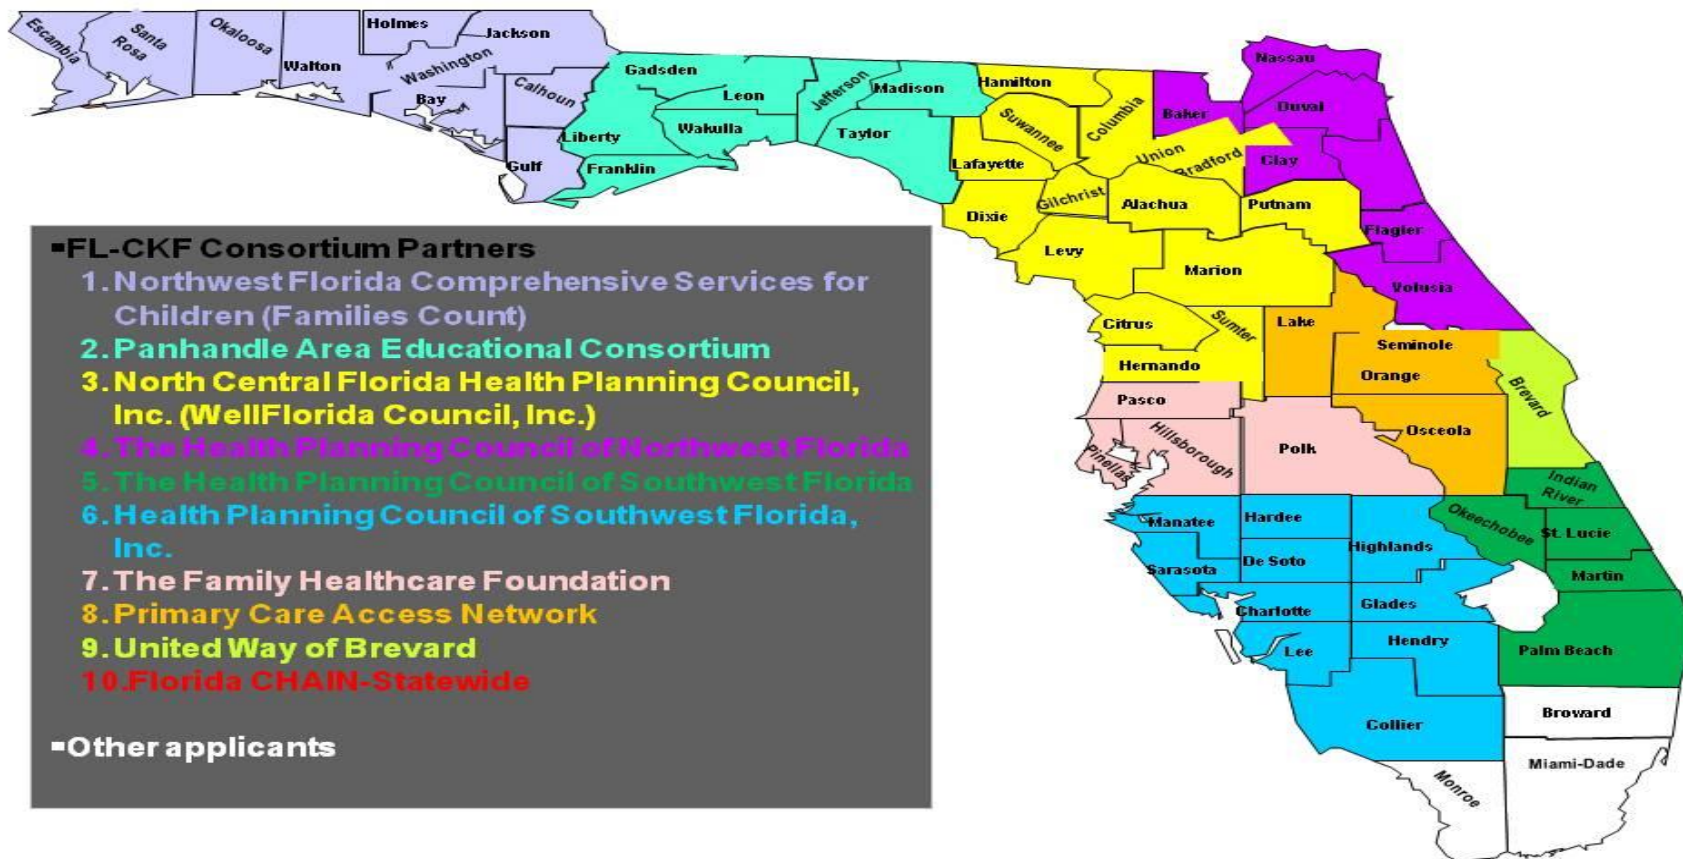 Escambia
Santa
Rosa
Okaloosa
Walton
Holmes
Washington
Jackson
Bay
Calhoun
Gulf
Gadsden
Liberty
Franklin
Leon
Wakulla
Jefferson
Madison
Taylor
Hamilton
Suwannee
Lafayette
Columbia
Baker
Nassau
Duval
Union
Bradford
Clay
Dixie
Gilchrist
Alachua
Putnam
Flagler
Levy
Marion
Volusia
Citrus
Sumter
Lake
Seminole
Hernando
Orange
Brevard
Pasco
Osceola
Pinellas
Hillsborough
Polk
Indian
River
Manatee
Hardee
Okeechobee
St. Lucie
Highlands
Sarasota
De Soto
Martin
Charlotte
Glades
Lee
Hendry
Palm Beach
Collier
Broward
Monroe
Miami-Dade
▪FL-CKF Consortium Partners
1. Northwest Florida Comprehensive Services for
Children (Families Count)
2. Panhandle Area Educational Consortium
3. North Central Florida Health Planning Council,
Inc. (WellFlorida Council, Inc.)
4. The Health Planning Council of Northwest Florida
5. The Health Planning Council of Southwest Florida
6. Health Planning Council of Southwest Florida,
Inc.
7. The Family Healthcare Foundation
8. Primary Care Access Network
9. United Way of Brevard
10.Florida CHAIN-Statewide
▪Other applicants